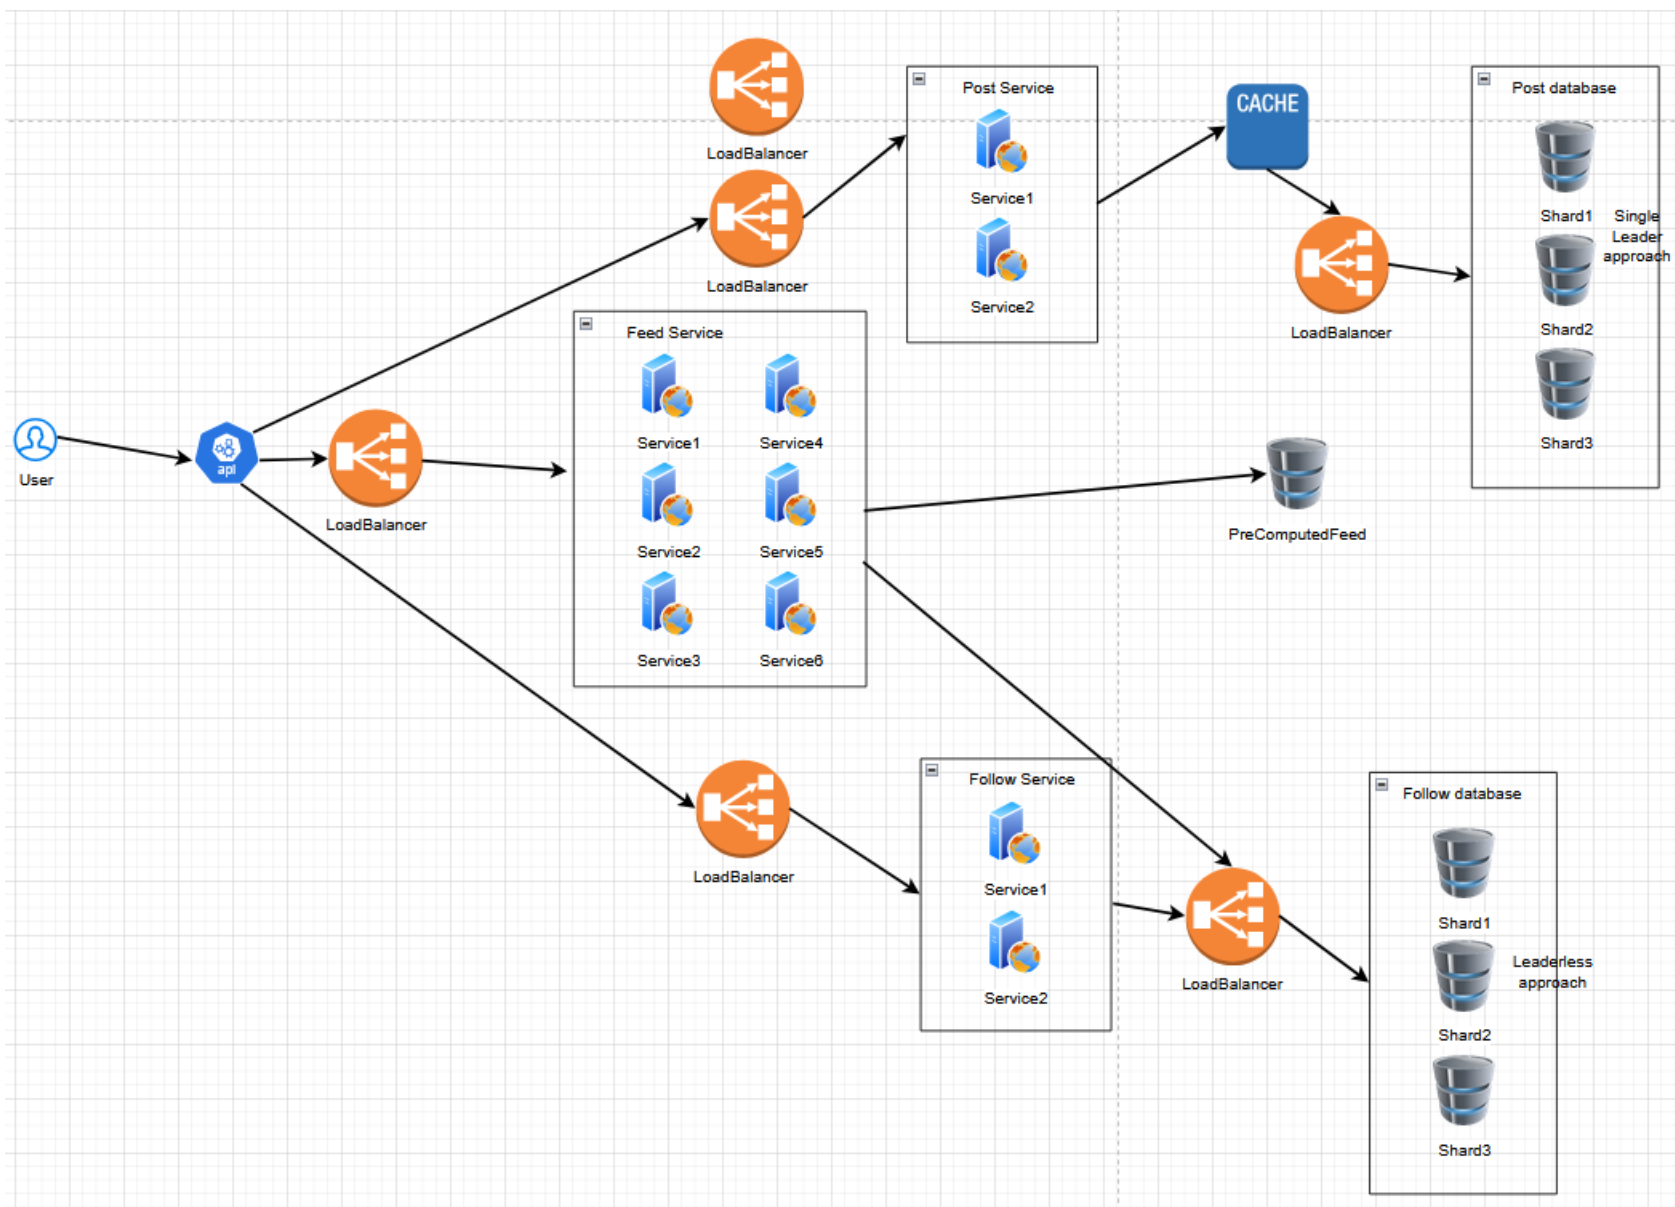 LoadBalancer
Post Service
Service1
Service2
CACHE
Post database
Shard1
Single
Leader
approach
Shard2
Shard3
LoadBalancer
LoadBalancer
Feed Service
Service1
Service4
Service2
Service5
Service3
Service6
User
api
LoadBalancer
PreComputedFeed
LoadBalancer
Follow Service
Service1
Service2
LoadBalancer
Follow database
Shard1
Leaderless
approach
Shard2
Shard3